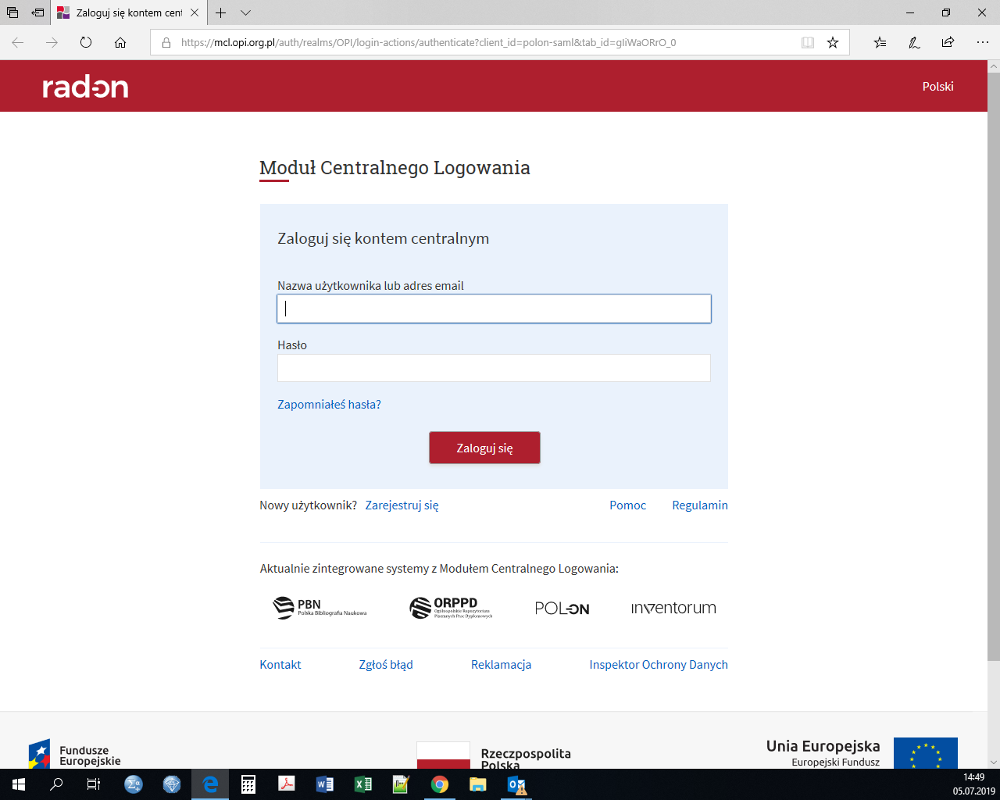 Zaloguj się kontem cent
https://mcl.opi.org.pl/auth/realms/OPI/login-actions/authenticate?client_id=polon-saml&tab_id=gIiWaORrO_0
radon
Polski
Moduł Centralnego Logowania
Zaloguj się kontem centralnym
Nazwa użytkownika lub adres email
Hasło
Zapomniałeś hasła?
Zaloguj się
Nowy użytkownik? Zarejestruj się Pomoc Regulamin
Aktualnie zintegrowane systemy z Modułem Centralnego Logowania:
PBN
Polska Bibliografia Naukowa
ORPPD
Ogólnopolskie Repozytorium
Pisemnych Prac Dyplomowych
POL-ON
inventorum
Kontakt Zgłoś błąd Reklamacja Inspektor Ochrony Danych
Fundusze
Europejskie
Rzeczpospolita
Polska
Unia Europejska
Europejski Fundusz
14:49
05.07.2019